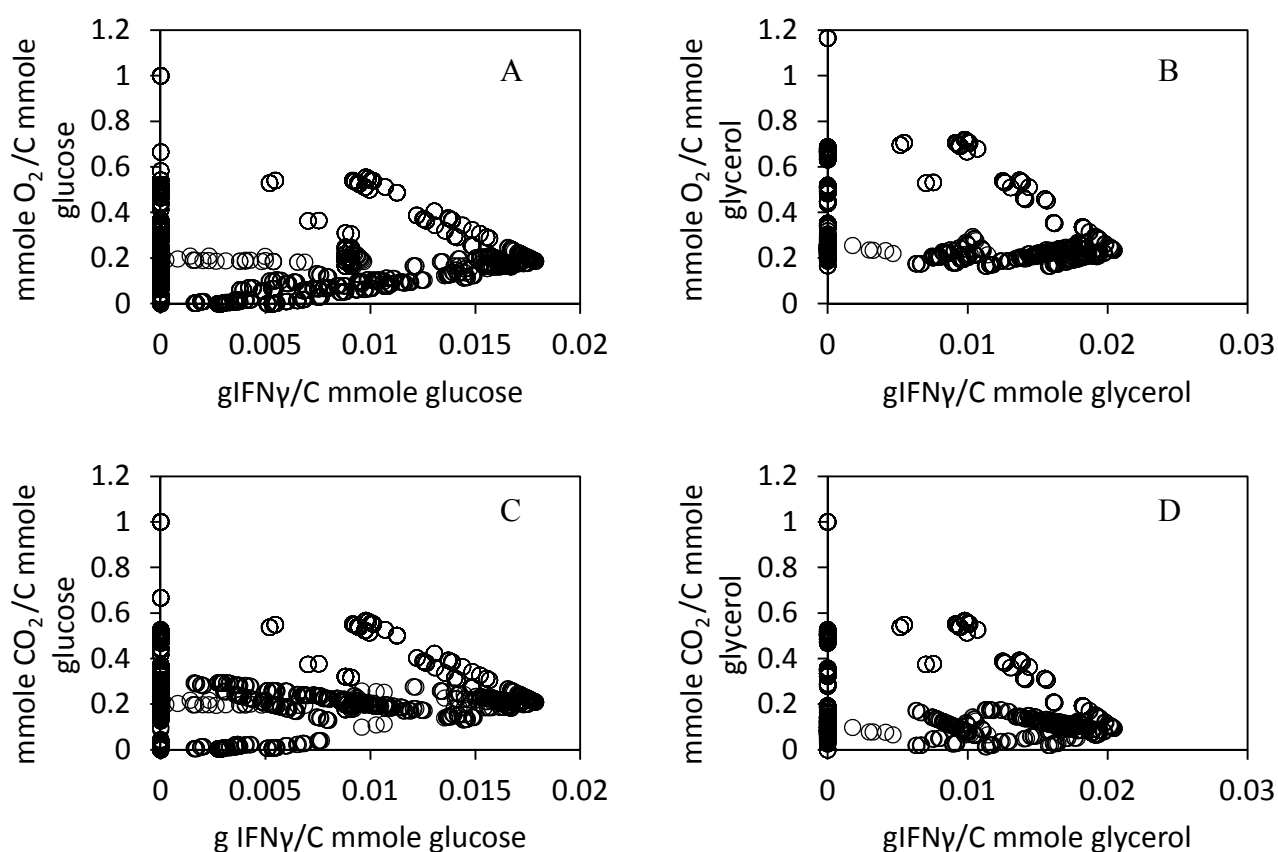 mmole O₂/C mmole
glucose
1.2
1
0.8
0.6
0.4
0.2
0
A
0 0.005 0.01 0.015 0.02
gIFNγ/C mmole glucose
mmole O₂/C mmole
glycerol
1.2
1
0.8
0.6
0.4
0.2
0
B
0 0.01 0.02 0.03
gIFNγ/C mmole glycerol
mmole CO₂/C mmole
glucose
1.2
1
0.8
0.6
0.4
0.2
0
C
0 0.005 0.01 0.015 0.02
g IFNγ/C mmole glucose
mmole CO₂/C mmole
glycerol
1.2
1
0.8
0.6
0.4
0.2
0
D
0 0.01 0.02 0.03
gIFNγ/C mmole glycerol